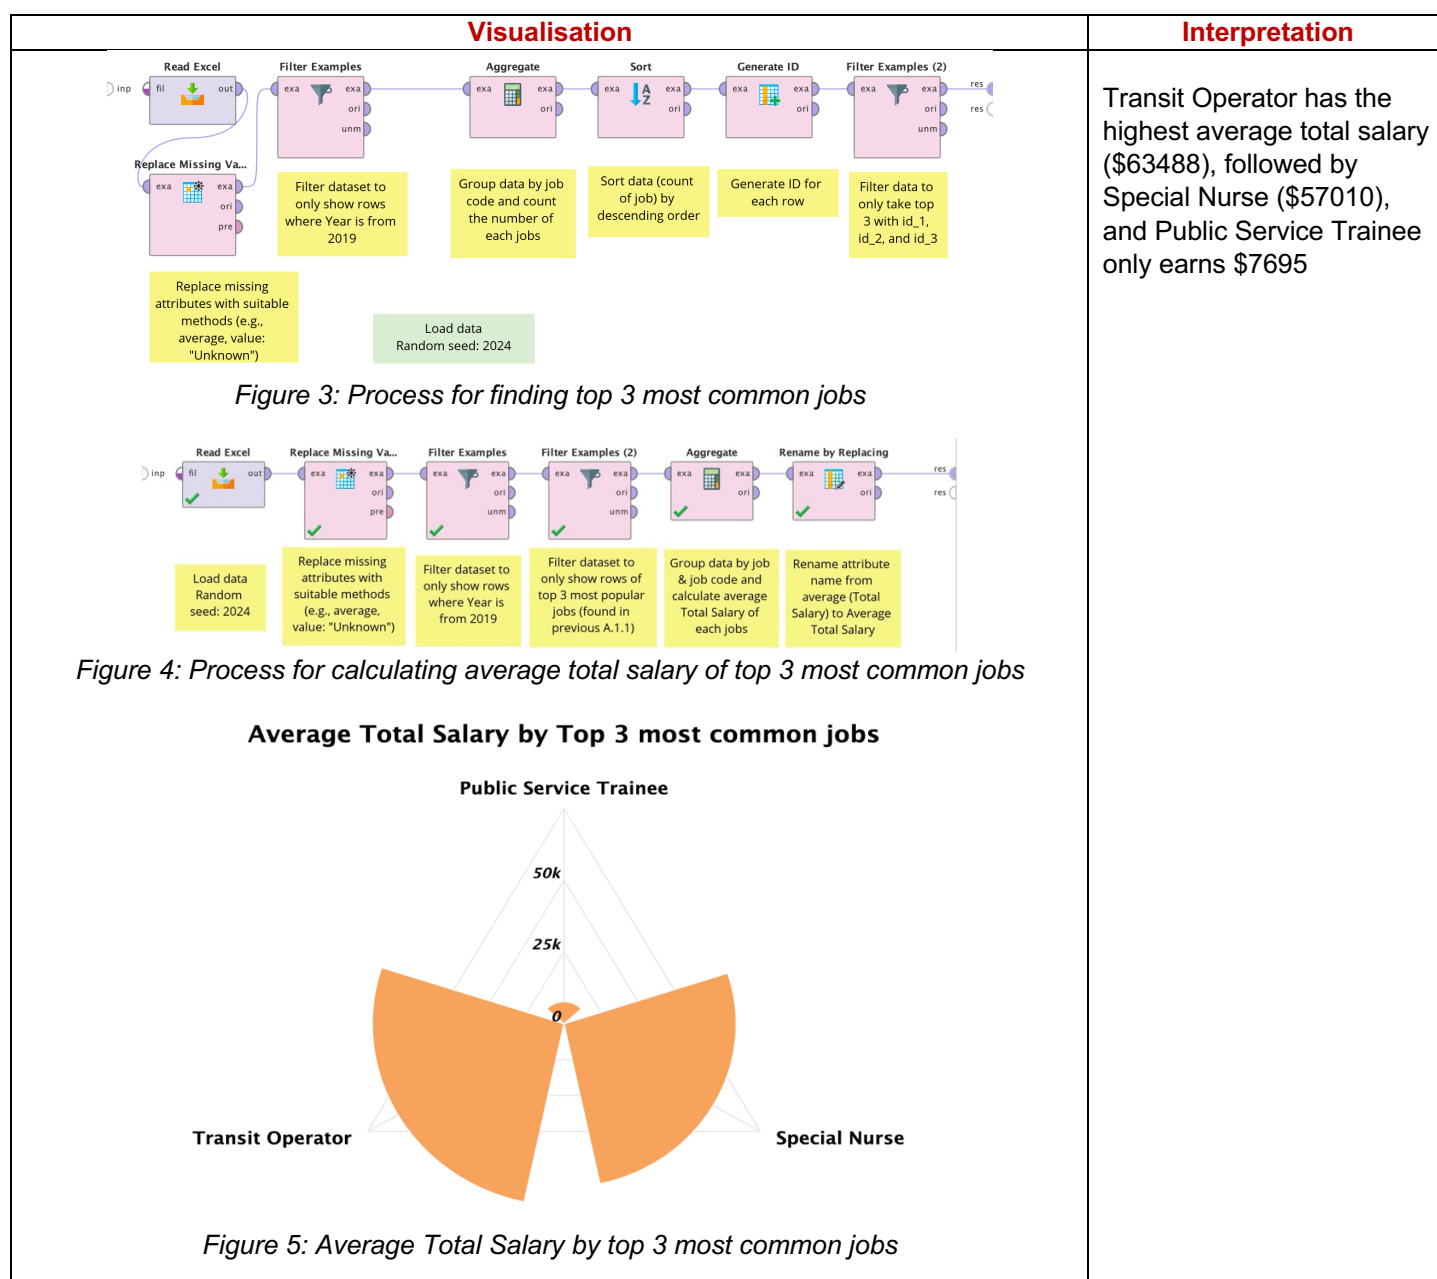 Visualisation
Interpretation
Read Excel
Filter Examples
Aggregate
Sort
Generate ID
Filter Examples (2)
inp
fil
out
exa
exa
ori
unm
exa
exa
ori
exa
exa
ori
exa
exa
ori
exa
exa
ori
unm
res
res
Replace Missing Va...
exa
exa
ori
pre
Filter dataset to
only show rows
where Year is from
2019
Group data by job
code and count
the number of
each jobs
Sort data (count
of job) by
descending order
Generate ID for
each row
Filter data to
only take top
3 with id_1,
id_2, and id_3
Replace missing
attributes with suitable
methods (e.g.,
average, value:
"Unknown")
Load data
Random seed: 2024
Figure 3: Process for finding top 3 most common jobs
Read Excel
Replace Missing Va...
Filter Examples
Filter Examples (2)
Aggregate
Rename by Replacing
inp
fil
out
exa
exa
ori
pre
exa
exa
ori
unm
exa
exa
ori
unm
exa
exa
ori
exa
exa
ori
res
res
Load data
Random
seed: 2024
Replace missing
attributes with
suitable methods
(e.g., average,
value: "Unknown")
Filter dataset to
only show rows
where Year is
from 2019
Filter dataset to
only show rows of
top 3 most popular
jobs (found in
previous A.1.1)
Group data by job
& job code and
calculate average
Total Salary of
each jobs
Rename attribute
name from
average (Total
Salary) to Average
Total Salary
Figure 4: Process for calculating average total salary of top 3 most common jobs
Average Total Salary by Top 3 most common jobs
Public Service Trainee
50k
25k
0
Transit Operator
Special Nurse
Figure 5: Average Total Salary by top 3 most common jobs
Transit Operator has the
highest average total salary
($63488), followed by
Special Nurse ($57010),
and Public Service Trainee
only earns $7695